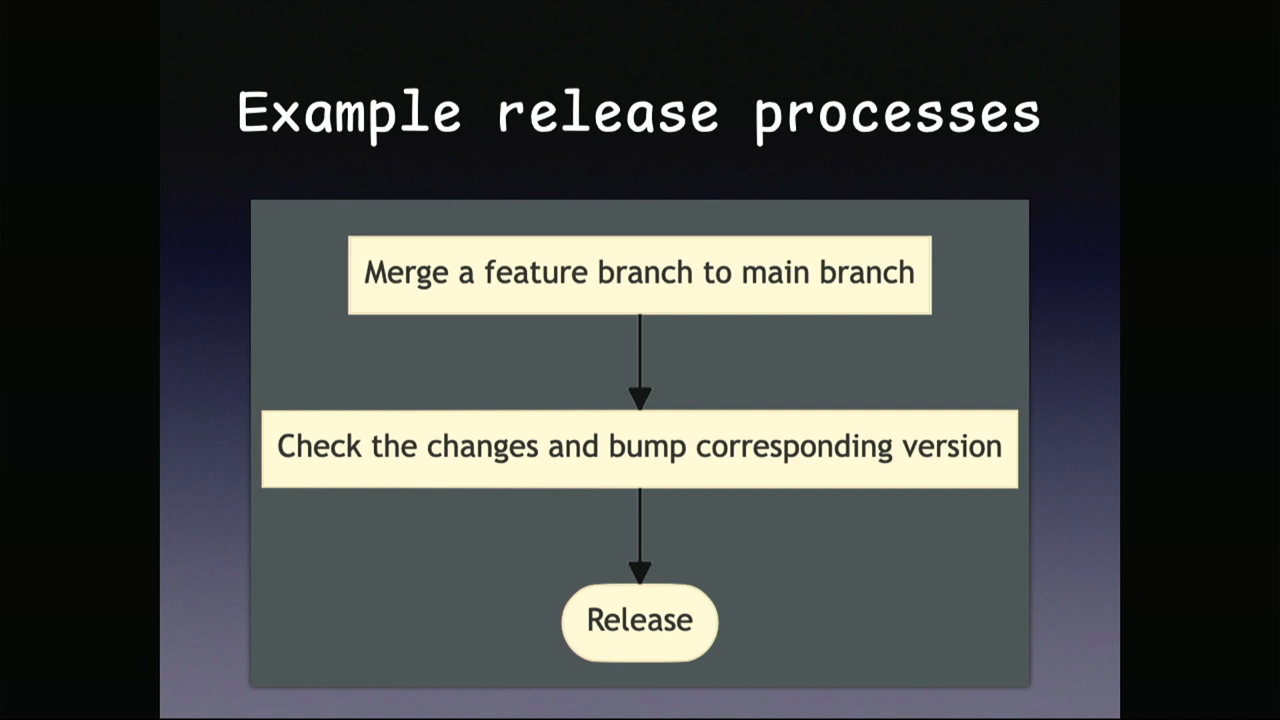 Example release processes
Merge a feature branch to main branch
Check the changes and bump corresponding version
Release